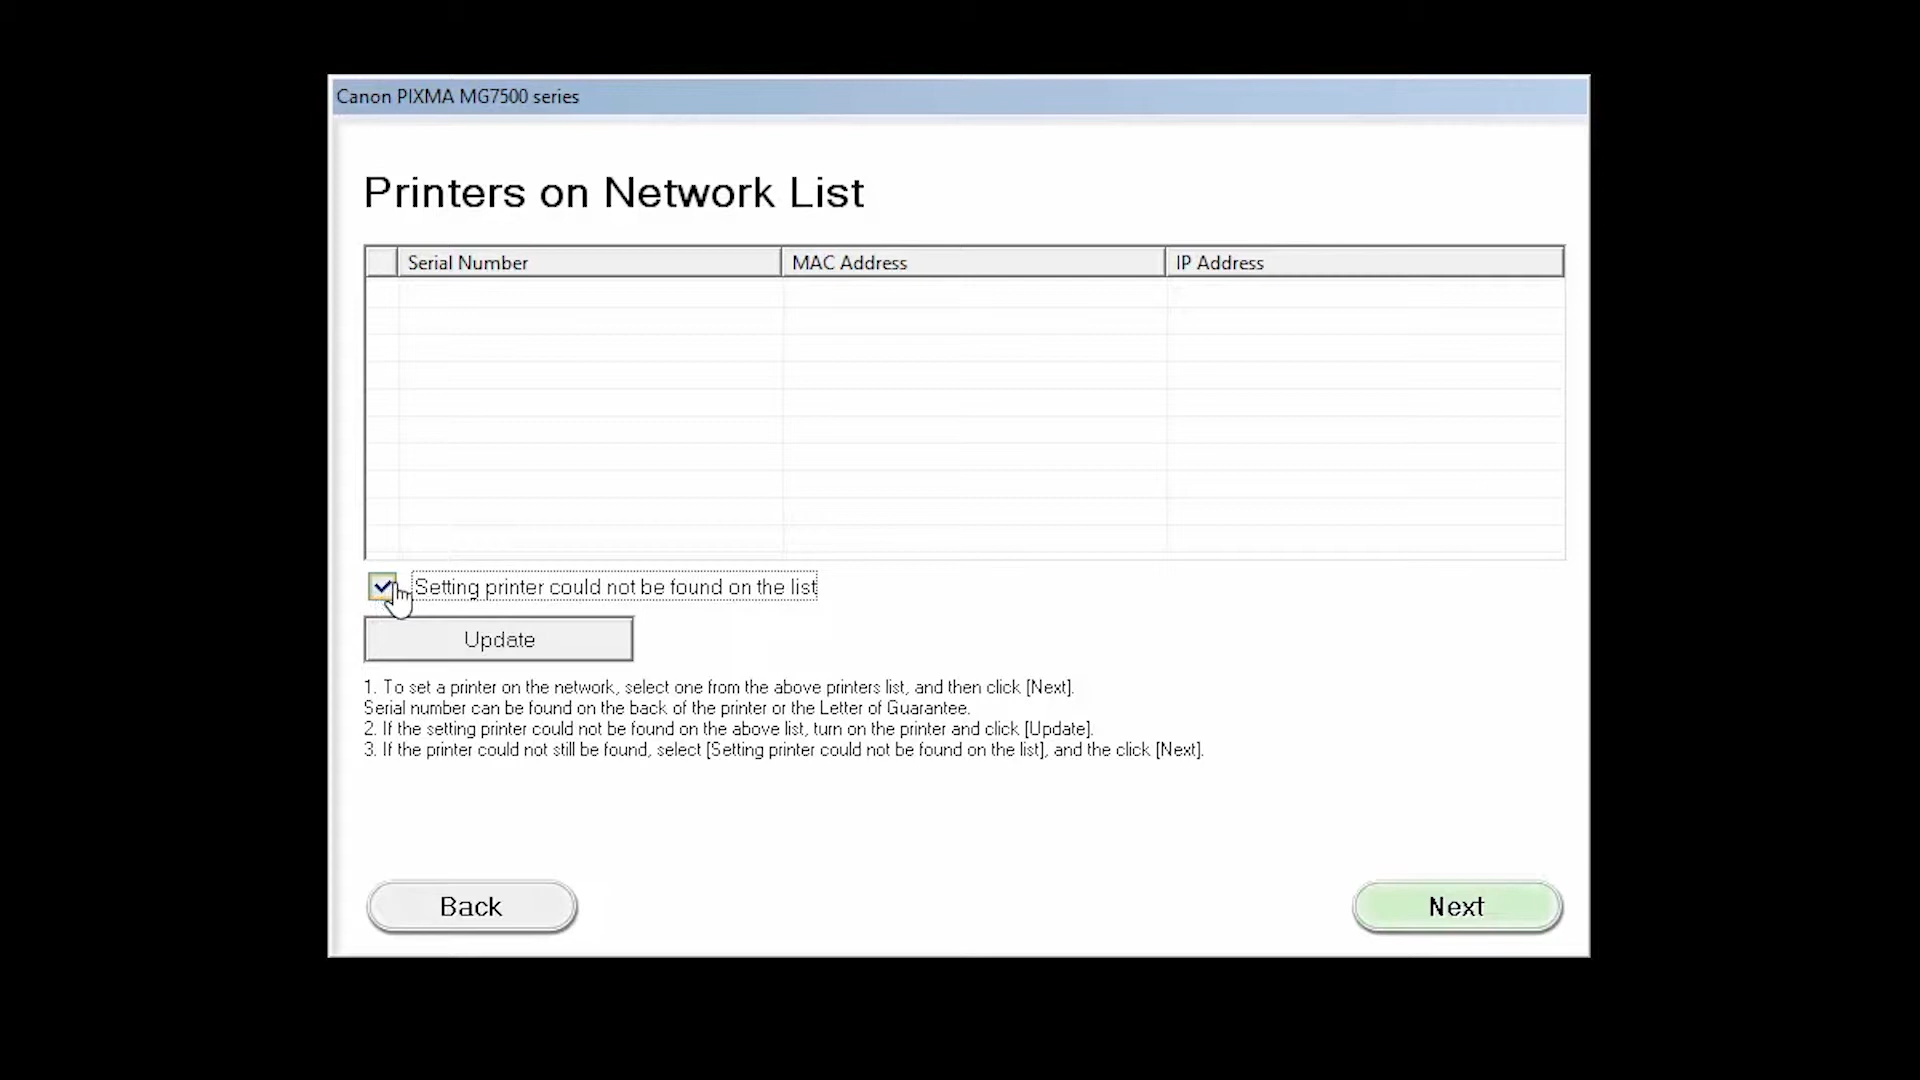 Canon PIXMA MG7500 series
Printers on Network List
Serial Number MAC Address IP Address
Setting printer could not be found on the list
Update
1. To set a printer on the network, select one from the above printers list, and then click [Next].
Serial number can be found on the back of the printer or the Letter of Guarantee.
2. If the setting printer could not be found on the above list, turn on the printer and click [Update].
3. If the printer could not still be found, select [Setting printer could not be found on the list], and the click [Next].
Back Next